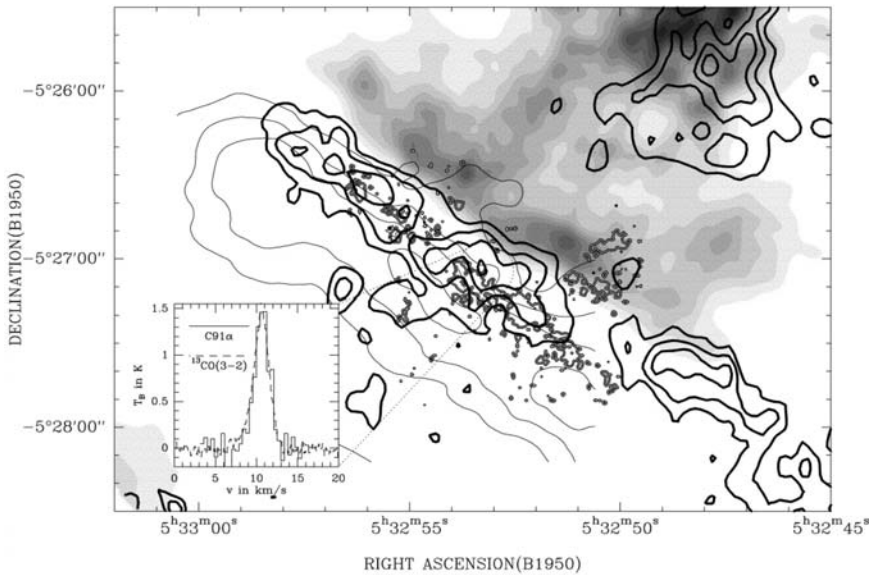 −5°26′00″
−5°27′00″
−5°28′00″
DECLINATION(B1950)
1.5
1
0.5
0
T_B in K
C91α
¹³CO(3−2)
0 5 10 15 20
v in km/s
5ʰ33ᵐ00ˢ 5ʰ32ᵐ55ˢ 5ʰ32ᵐ50ˢ 5ʰ32ᵐ45ˢ
RIGHT ASCENSION(B1950)